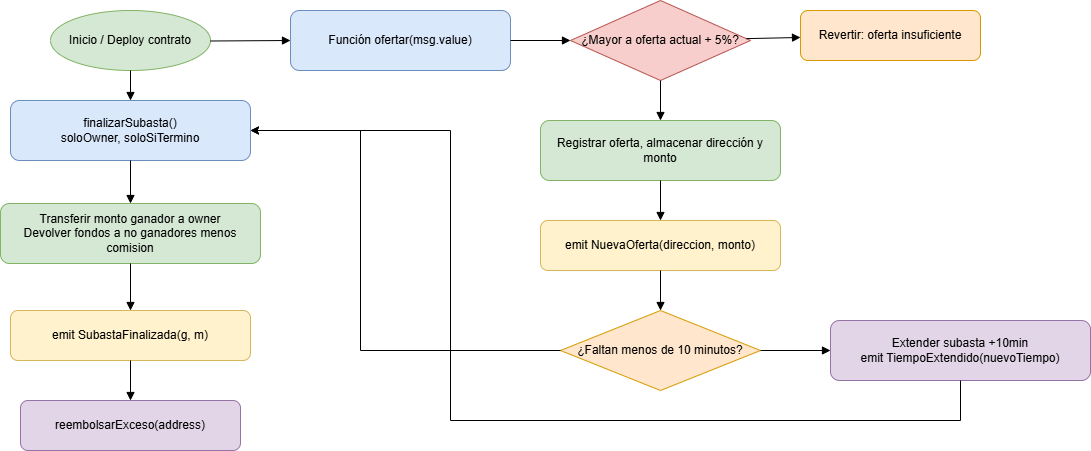 Inicio / Deploy contrato
Función ofertar(msg.value)
¿Mayor a oferta actual + 5%?
Revertir: oferta insuficiente
finalizarSubasta()
soloOwner, soloSiTermino
Registrar oferta, almacenar dirección y
monto
Transferir monto ganador a owner
Devolver fondos a no ganadores menos
comision
emit NuevaOferta(direccion, monto)
emit SubastaFinalizada(g, m)
¿Faltan menos de 10 minutos?
Extender subasta +10min
emit TiempoExtendido(nuevoTiempo)
reembolsarExceso(address)